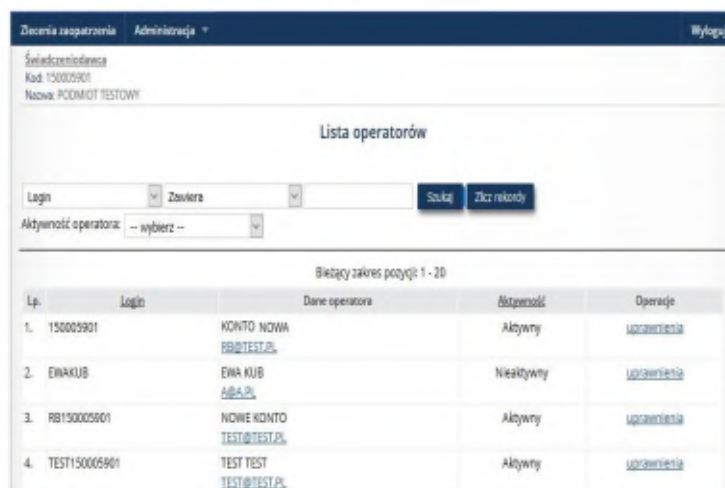 Zlecenia zaopatrzenia Administracja Wyloguj
Świadczeniodawca
Kod: 150005901
Nazwa: PODMIOT TESTOWY
Lista operatorów
Login Zawiera Szukaj Zlicz rekordy
Aktywność operatora: -- wybierz --
Bieżący zakres pozycji: 1 - 20
Lp. Login Dane operatora Aktywność Operacje
1. 150005901 KONTO NOWA Aktywny uprawnienia
RB@TEST.PL
2. EWAKUB EWA KUB Nieaktywny uprawnienia
A@A.PL
3. RB150005901 NOWE KONTO Aktywny uprawnienia
TEST@TEST.PL
4. TEST150005901 TEST TEST Aktywny uprawnienia
TEST@TEST.PL